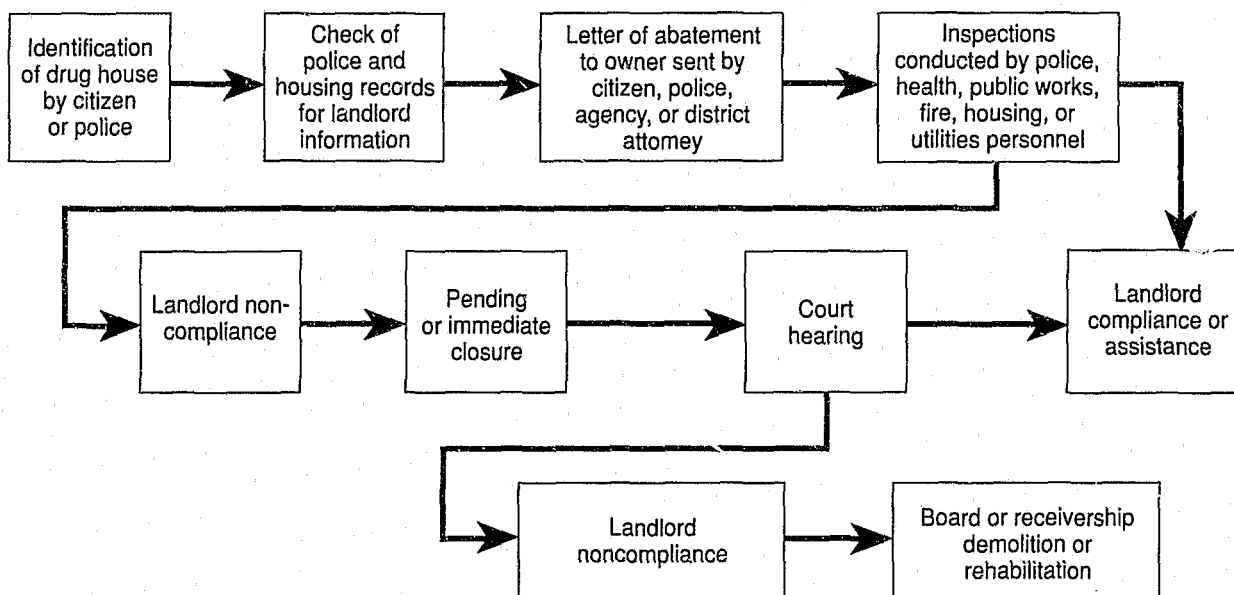 Identification
of drug house
by citizen
or police
Check of
police and
housing records
for landlord
information
Letter of abatement
to owner sent by
citizen, police,
agency, or district
attorney
Inspections
conducted by police,
health, public works,
fire, housing, or
utilities personnel
Landlord non-
compliance
Pending
or immediate
closure
Court
hearing
Landlord
compliance or
assistance
Landlord
noncompliance
Board or receivership
demolition or
rehabilitation